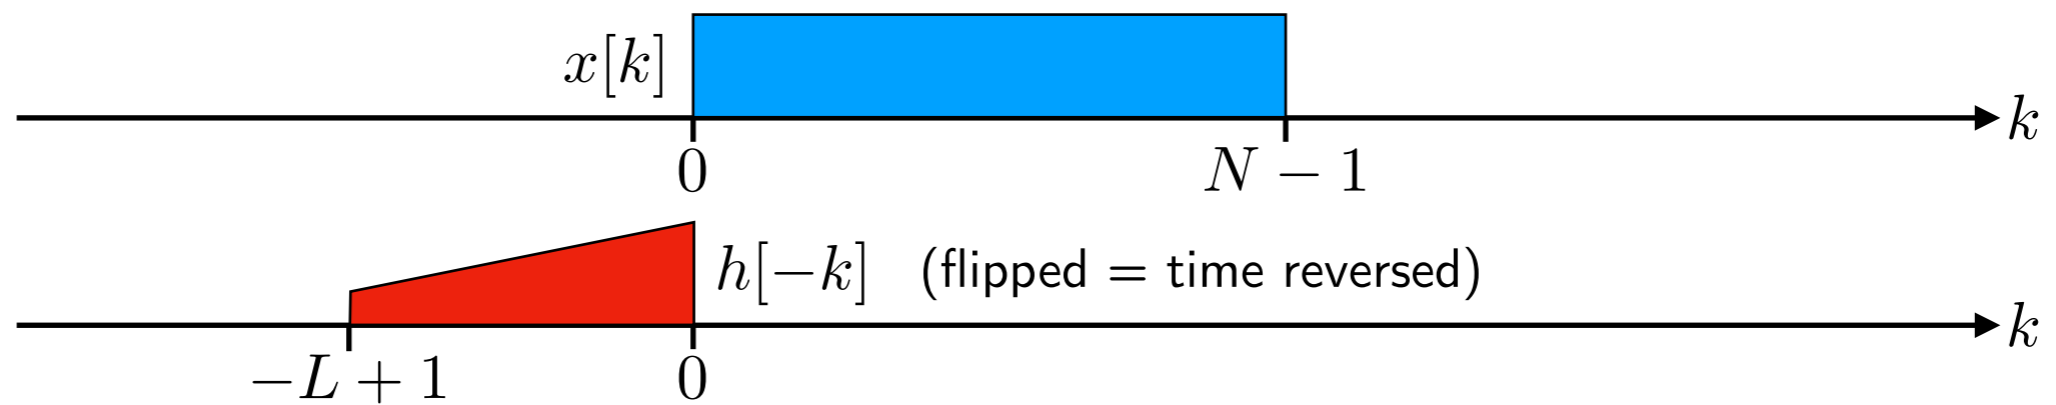 x[k]
k
0
N − 1
h[−k] (flipped = time reversed)
k
−L + 1
0